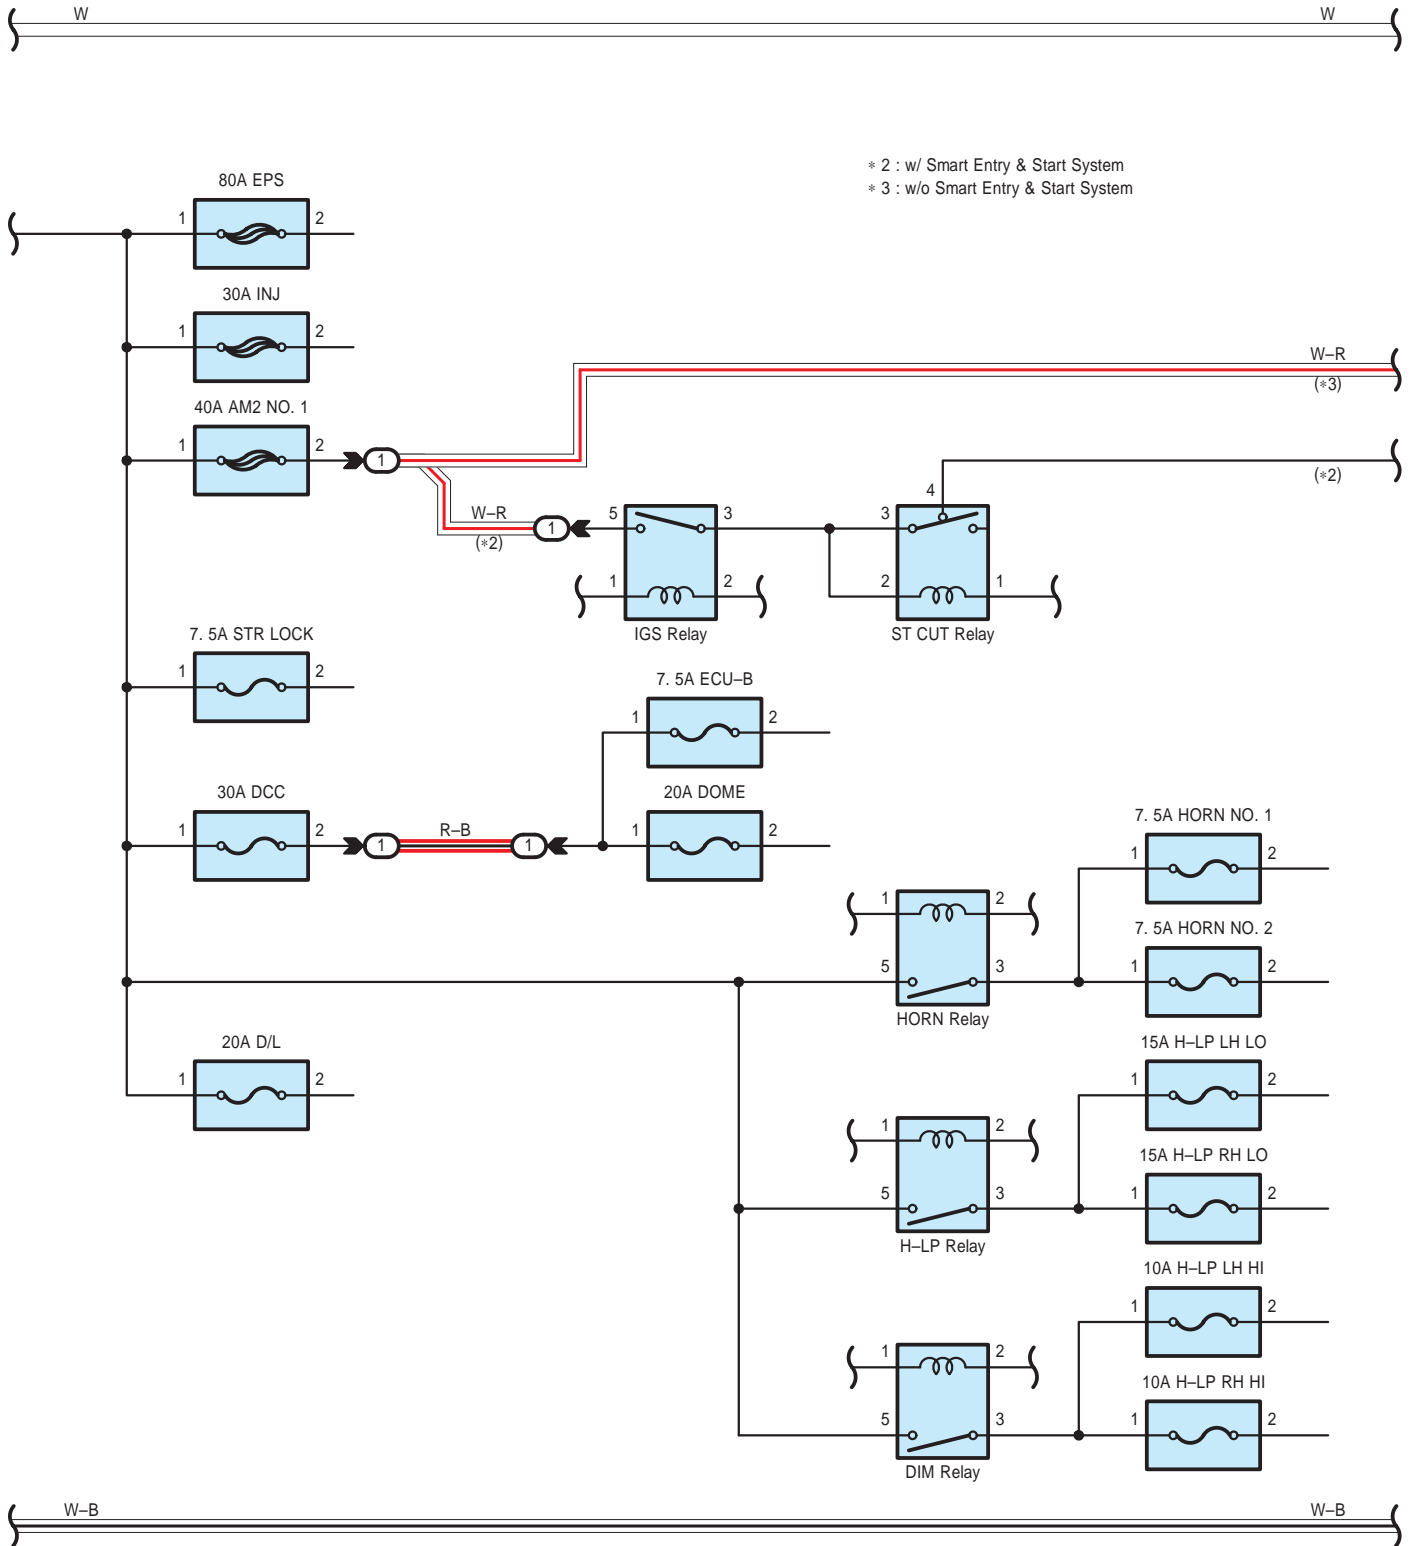 W W
* 2 : w/ Smart Entry & Start System
* 3 : w/o Smart Entry & Start System
80A EPS
1 2
30A INJ
1 2
W–R
(*3)
40A AM2 NO. 1
1 2
1
(*2)
4
W–R
(*2)
1
5 3
3
1 2
2 1
IGS Relay
ST CUT Relay
7. 5A STR LOCK
1 2
7. 5A ECU–B
1 2
30A DCC
1 2
1
R–B
1
20A DOME
1 2
7. 5A HORN NO. 1
1 2
1 2
7. 5A HORN NO. 2
5 3
1 2
HORN Relay
20A D/L
1 2
15A H–LP LH LO
1 2
1 2
15A H–LP RH LO
5 3
1 2
H–LP Relay
10A H–LP LH HI
1 2
1 2
10A H–LP RH HI
5 3
1 2
DIM Relay
W–B W–B